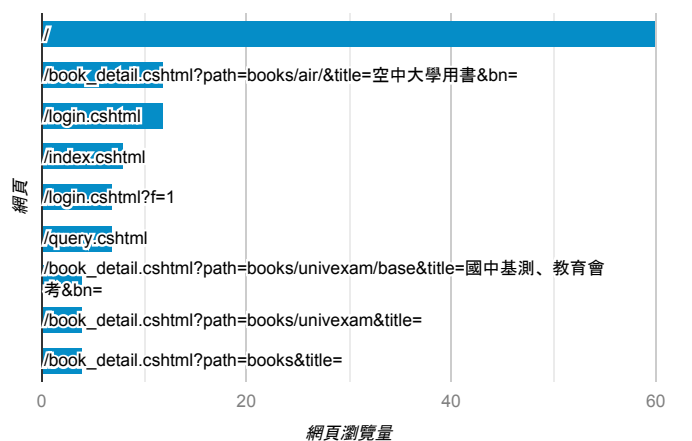 /
/book_detail.cshtml?path=books/air/&title=空中大學用書&bn=
/login.cshtml
/index.cshtml
/login.cshtml?f=1
/query.cshtml
/book_detail.cshtml?path=books/univexam/base&title=國中基測、教育會
考&bn=
/book_detail.cshtml?path=books/univexam&title=
/book_detail.cshtml?path=books&title=
網頁
0 20 40 60
網頁瀏覽量